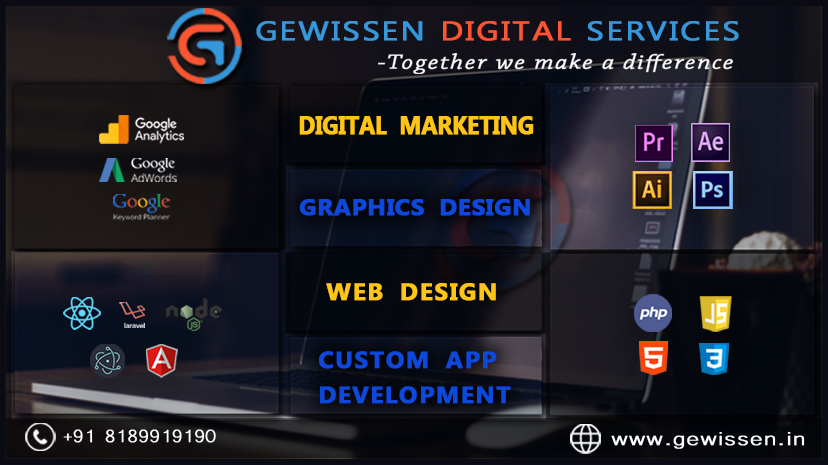 GEWISSEN DIGITAL SERVICES
-Together we make a difference
Google
Analytics
Google
AdWords
Google
Keyword Planner
DIGITAL MARKETING
GRAPHICS DESIGN
Pr
Ae
Ai
Ps
laravel
node
JS
WEB DESIGN
CUSTOM APP
DEVELOPMENT
php
JS
5
3
A
+91 8189919190
www.gewissen.in